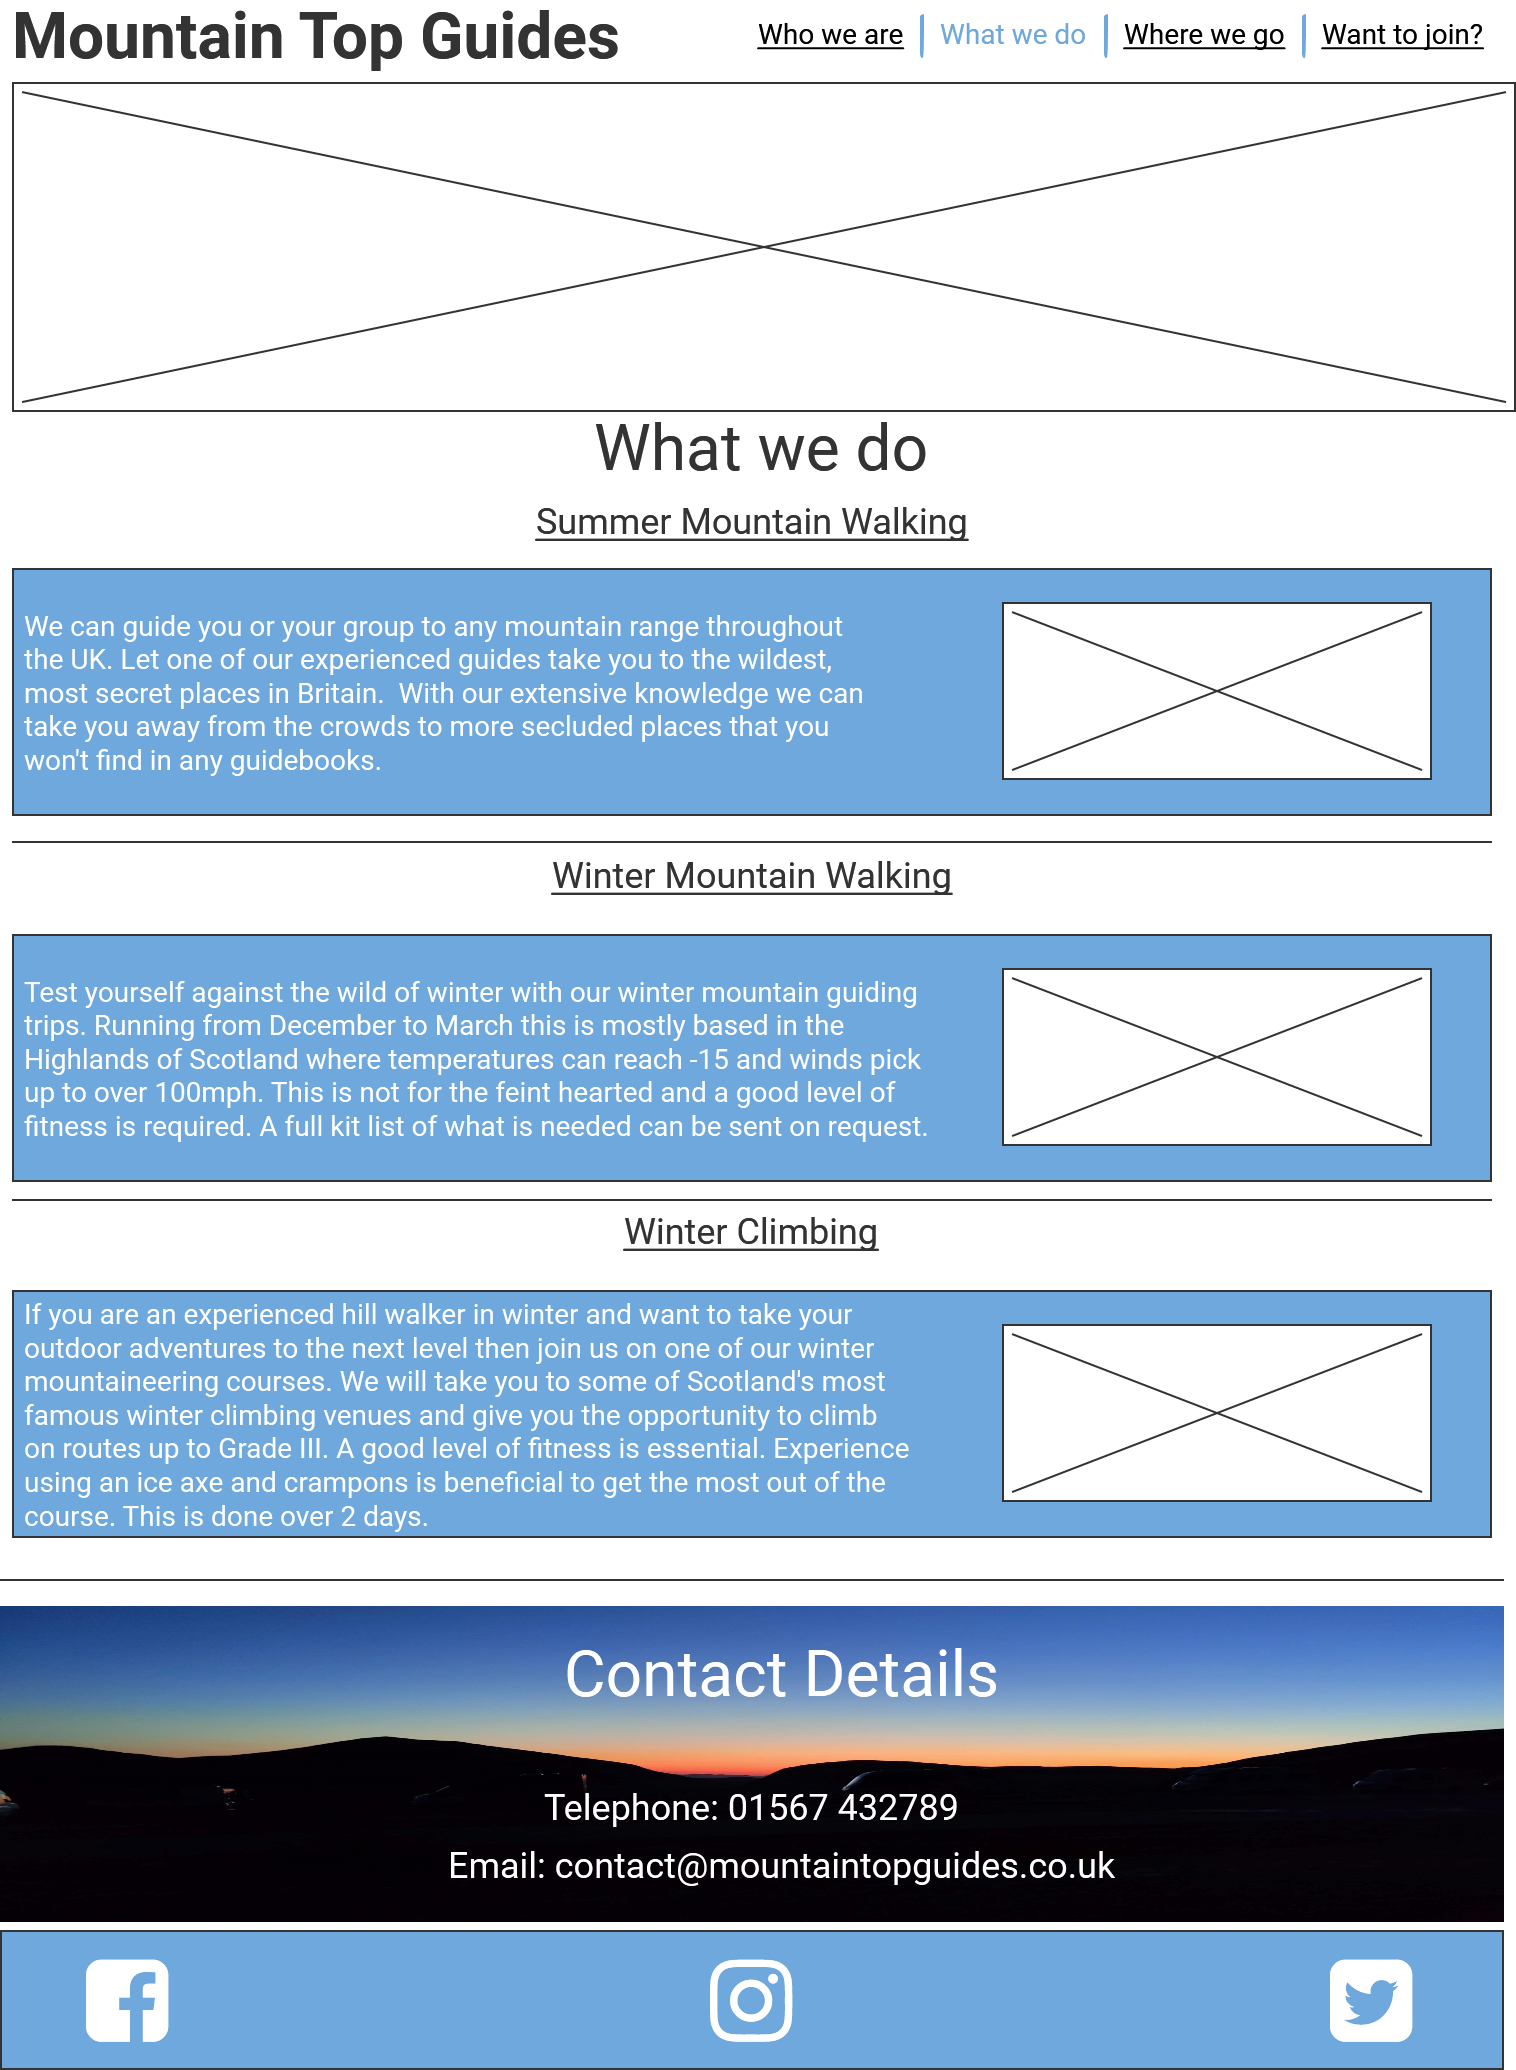 Mountain Top Guides
Who we are
What we do
Where we go
Want to join?
What we do
Summer Mountain Walking
We can guide you or your group to any mountain range throughout
the UK. Let one of our experienced guides take you to the wildest,
most secret places in Britain.  With our extensive knowledge we can
take you away from the crowds to more secluded places that you
won't find in any guidebooks.
Winter Mountain Walking
Test yourself against the wild of winter with our winter mountain guiding
trips. Running from December to March this is mostly based in the
Highlands of Scotland where temperatures can reach -15 and winds pick
up to over 100mph. This is not for the feint hearted and a good level of
fitness is required. A full kit list of what is needed can be sent on request.
Winter Climbing
If you are an experienced hill walker in winter and want to take your
outdoor adventures to the next level then join us on one of our winter
mountaineering courses. We will take you to some of Scotland's most
famous winter climbing venues and give you the opportunity to climb
on routes up to Grade III. A good level of fitness is essential. Experience
using an ice axe and crampons is beneficial to get the most out of the
course. This is done over 2 days.
Contact Details
Telephone: 01567 432789
Email: contact@mountaintopguides.co.uk